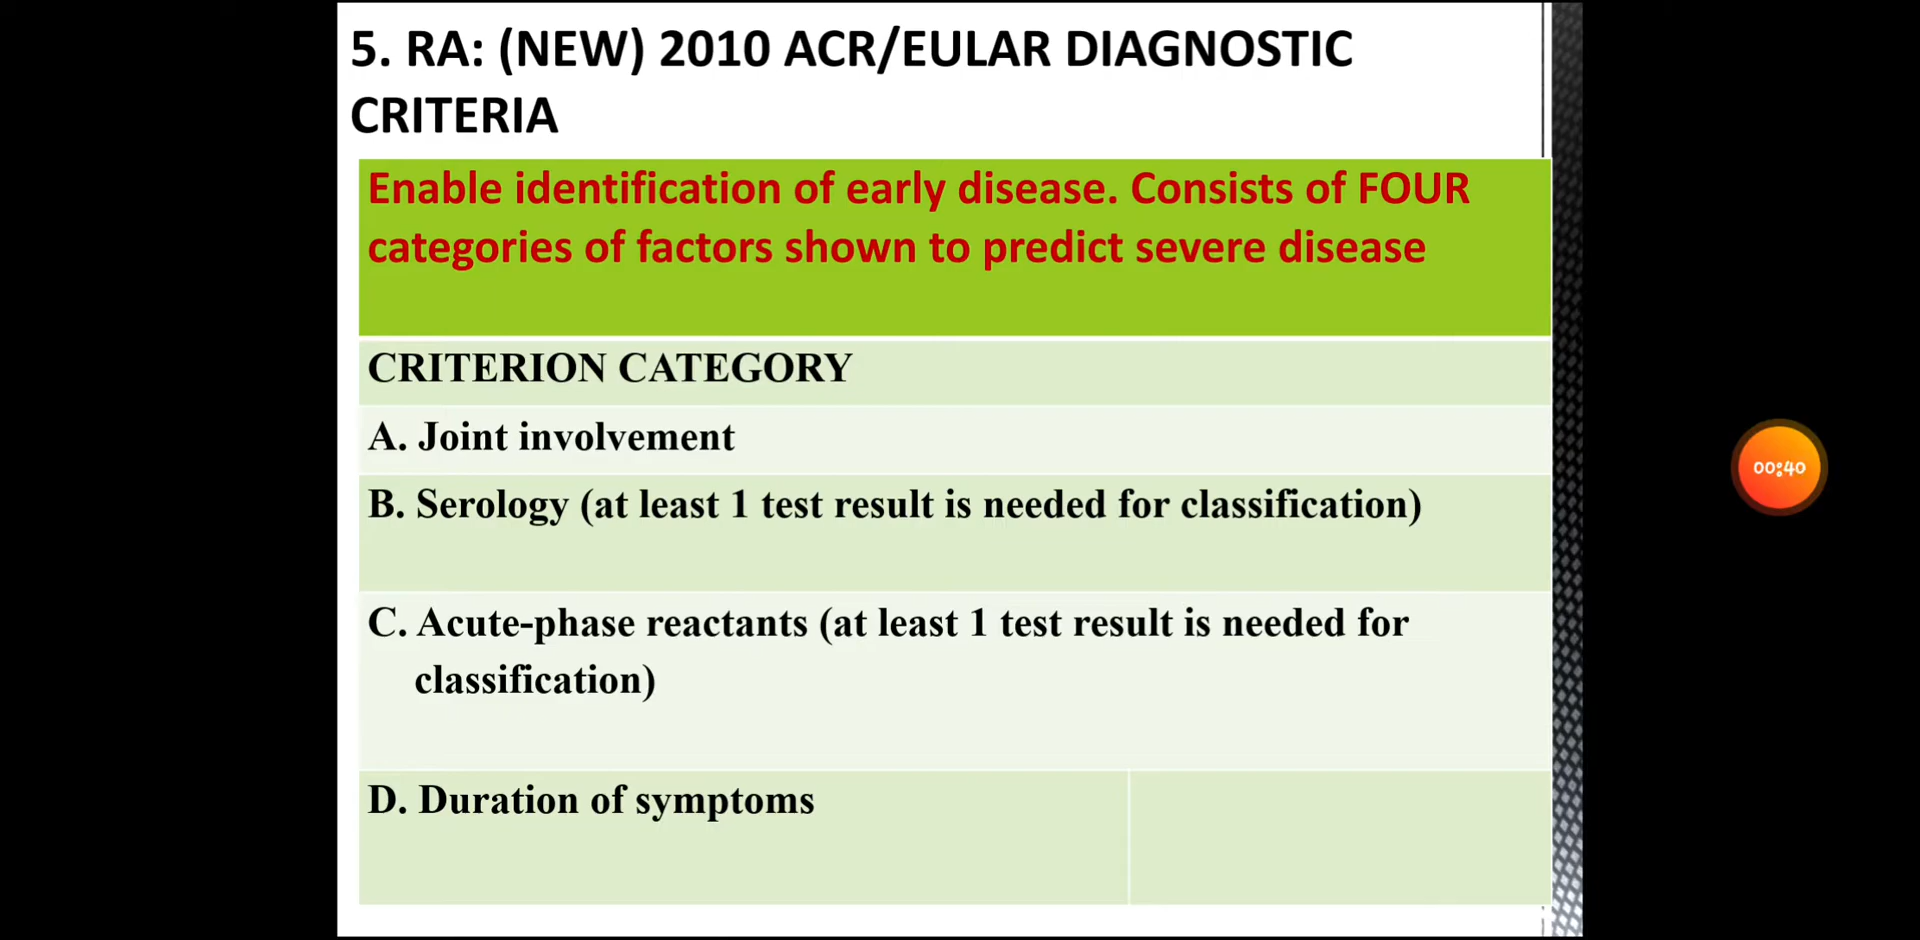 5. RA: (NEW) 2010 ACR/EULAR DIAGNOSTIC
CRITERIA
Enable identification of early disease. Consists of FOUR
categories of factors shown to predict severe disease
CRITERION CATEGORY
A. Joint involvement
B. Serology (at least 1 test result is needed for classification)
C. Acute-phase reactants (at least 1 test result is needed for
classification)
D. Duration of symptoms
00:40